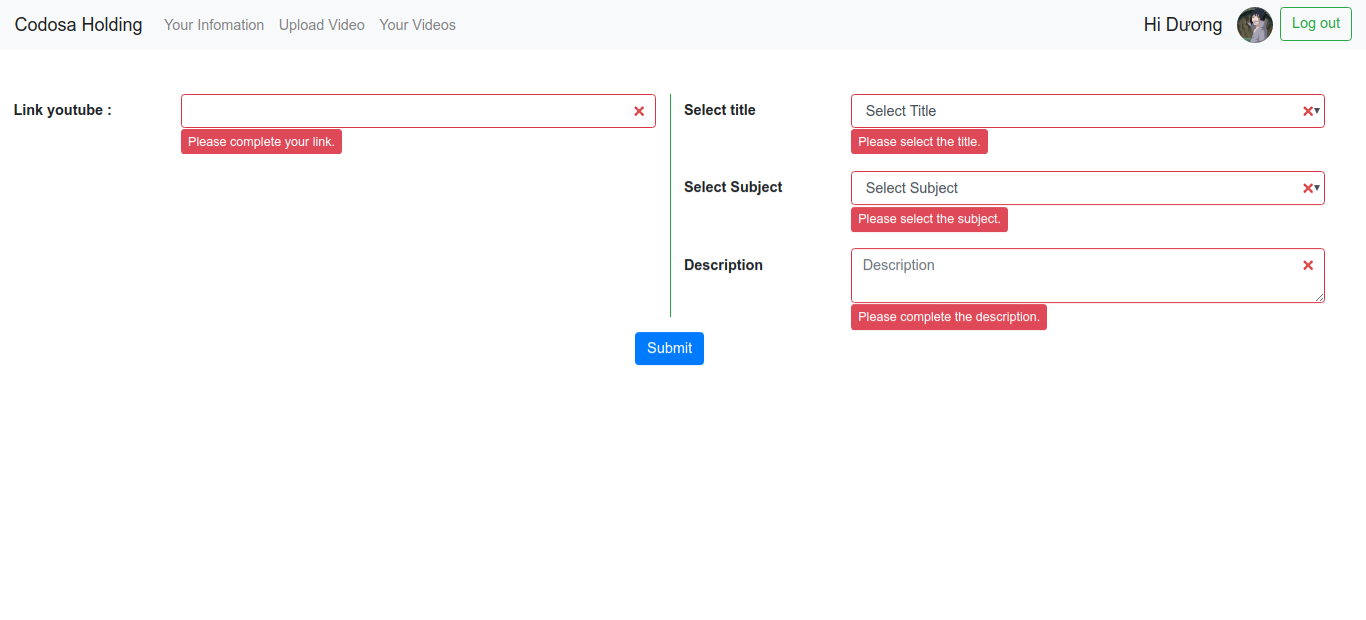 Codosa Holding Your Infomation Upload Video Your Videos Hi Dương Log out
Link youtube :
Please complete your link.
Select title Select Title
Please select the title.
Select Subject Select Subject
Please select the subject.
Description Description
Please complete the description.
Submit